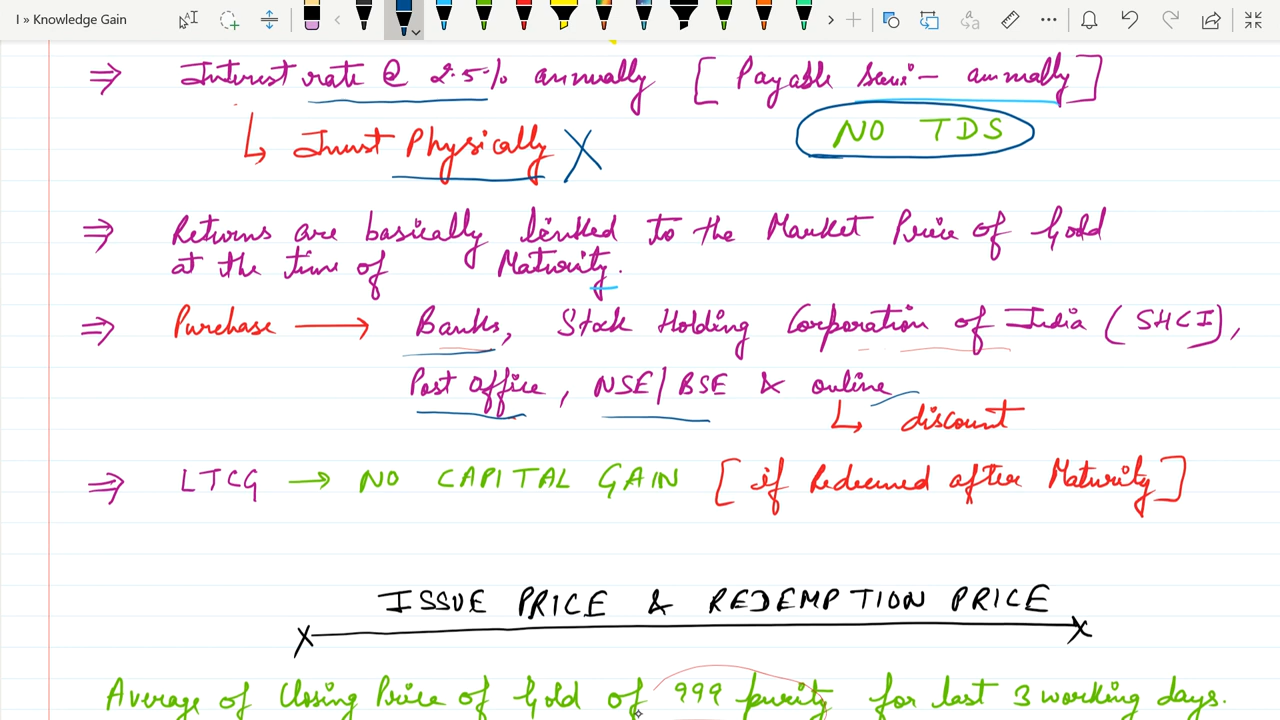 I » Knowledge Gain
⇒ Interest rate @ 2.5% annually [Payable Semi-annually]
↳ Invst Physically X
NO TDS
⇒ Returns are basically linked to the Market Price of Gold
at the time of Maturity.
⇒ Purchase → Banks, Stock Holding Corporation of India (SHCI),
Post office, NSE/BSE & online
↳ discount
⇒ LTCG → NO CAPITAL GAIN [if Redeemed after Maturity]
ISSUE PRICE & REDEMPTION PRICE
Average of Closing Price of Gold of 999 purity for last 3 working days.